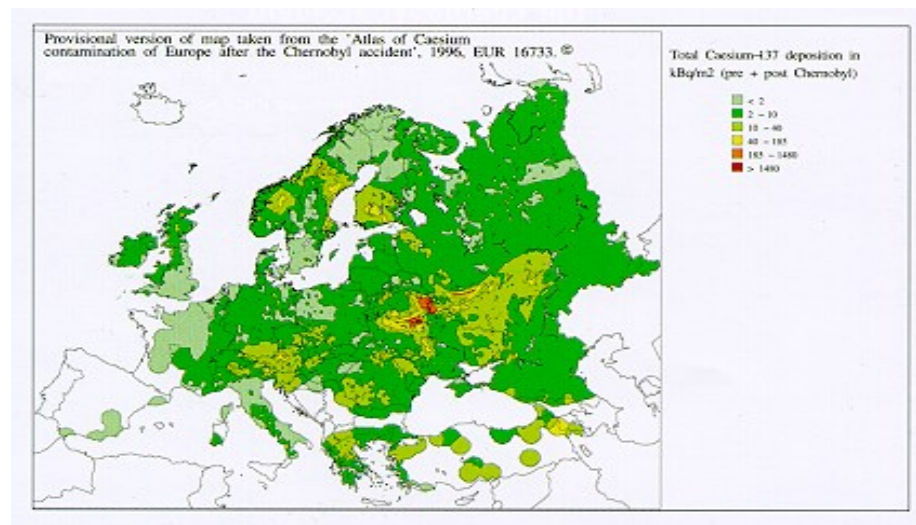 Provisional version of map taken from the 'Atlas of Caesium
contamination of Europe after the Chernobyl accident', 1996, EUR 16733. ©
Total Caesium-137 deposition in
kBq/m2 (pre + post Chernobyl)
< 2
2 - 10
10 - 40
40 - 185
185 - 1480
> 1480